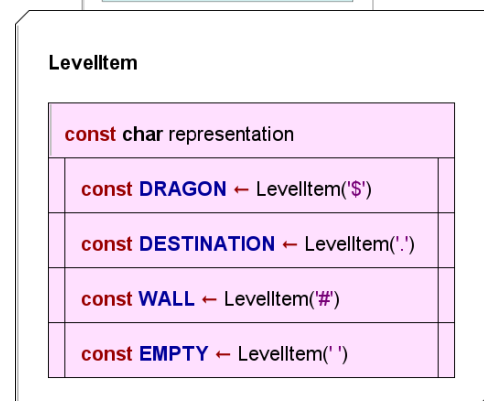 LevelItem
const char representation
const DRAGON ← LevelItem('$')
const DESTINATION ← LevelItem('.')
const WALL ← LevelItem('#')
const EMPTY ← LevelItem(' ')